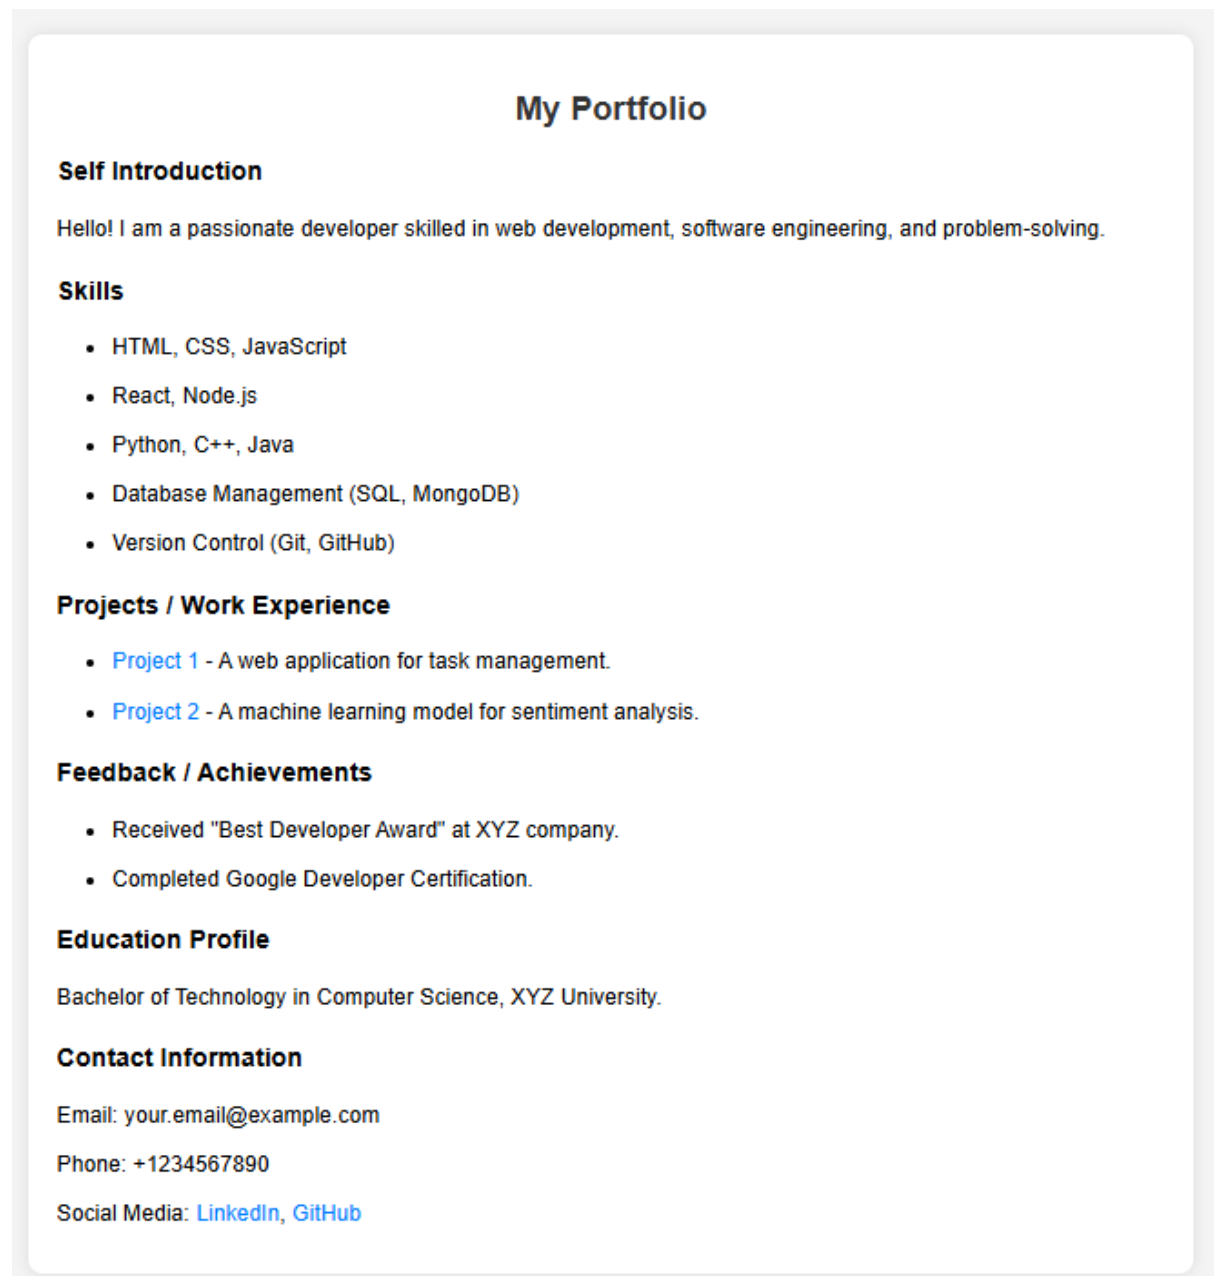 My Portfolio
Self Introduction
Hello! I am a passionate developer skilled in web development, software engineering, and problem-solving.
Skills
• HTML, CSS, JavaScript
• React, Node.js
• Python, C++, Java
• Database Management (SQL, MongoDB)
• Version Control (Git, GitHub)
Projects / Work Experience
• Project 1 - A web application for task management.
• Project 2 - A machine learning model for sentiment analysis.
Feedback / Achievements
• Received "Best Developer Award" at XYZ company.
• Completed Google Developer Certification.
Education Profile
Bachelor of Technology in Computer Science, XYZ University.
Contact Information
Email: your.email@example.com
Phone: +1234567890
Social Media: LinkedIn, GitHub